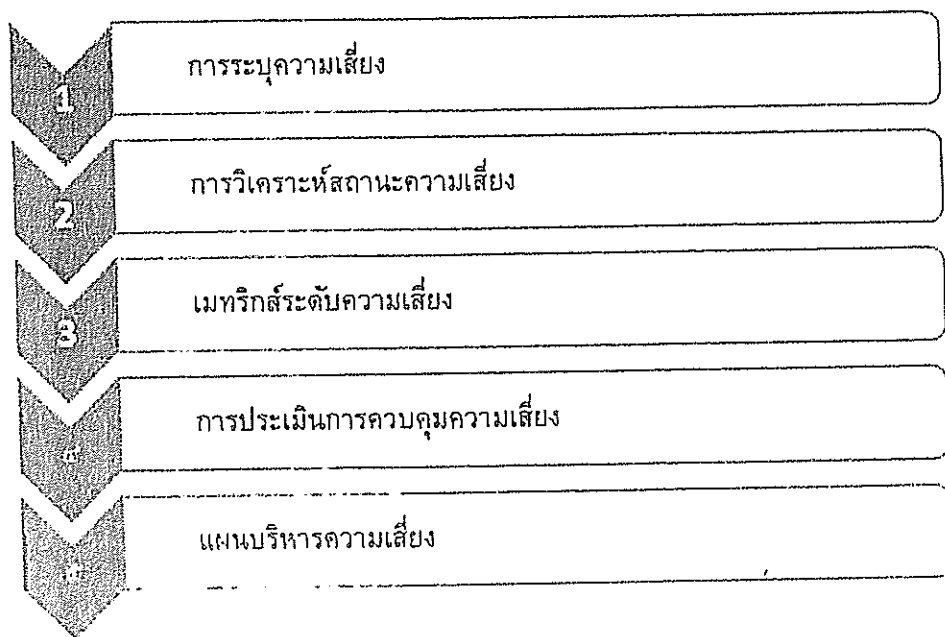 1
การระบุความเสี่ยง
2
การวิเคราะห์สถานะความเสี่ยง
3
เมทริกส์ระดับความเสี่ยง
การประเมินการควบคุมความเสี่ยง
แผนบริหารความเสี่ยง